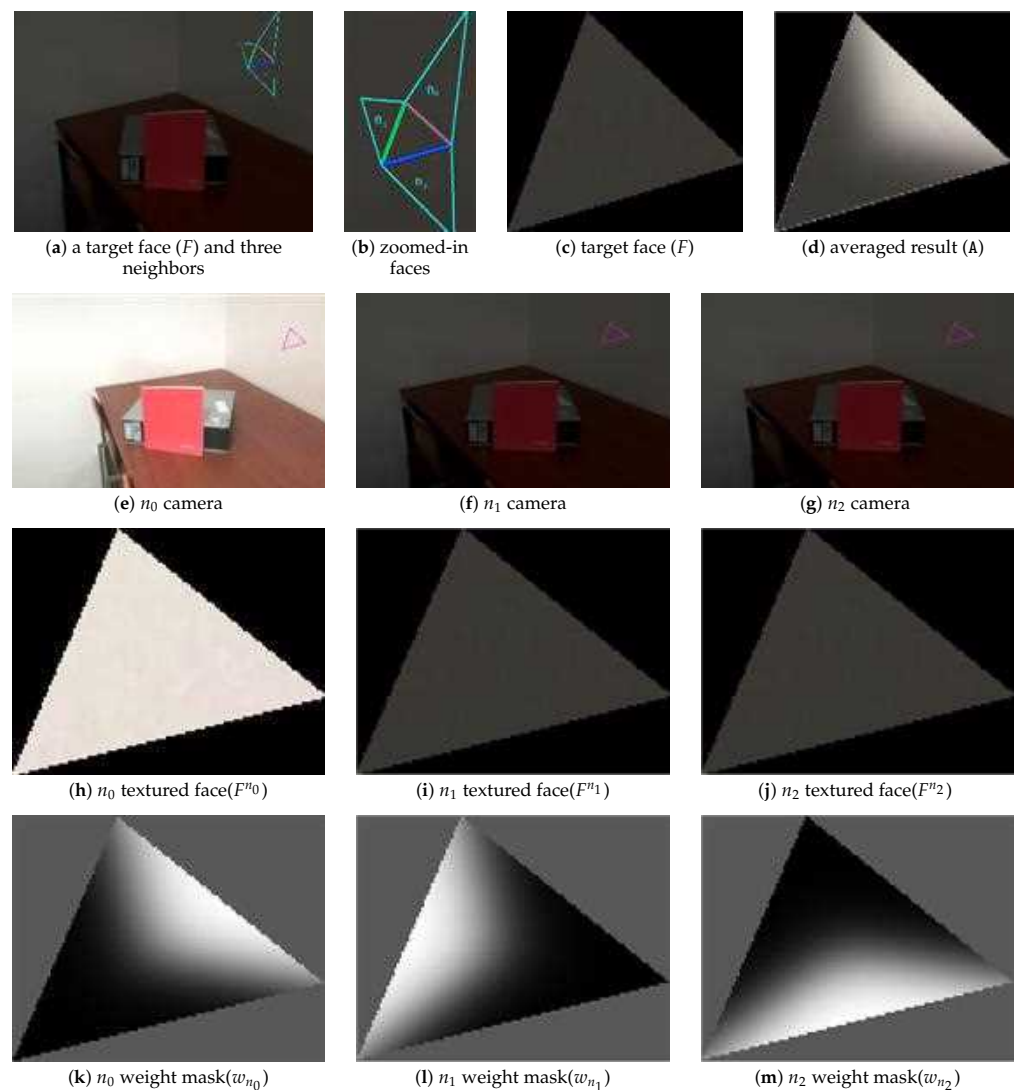 (a) a target face (F) and three
neighbors
(b) zoomed-in
faces
(c) target face (F)
(d) averaged result (A)
(e) n0 camera
(f) n1 camera
(g) n2 camera
(h) n0 textured face(F^n0)
(i) n1 textured face(F^n1)
(j) n2 textured face(F^n2)
(k) n0 weight mask(w_n0)
(l) n1 weight mask(w_n1)
(m) n2 weight mask(w_n2)